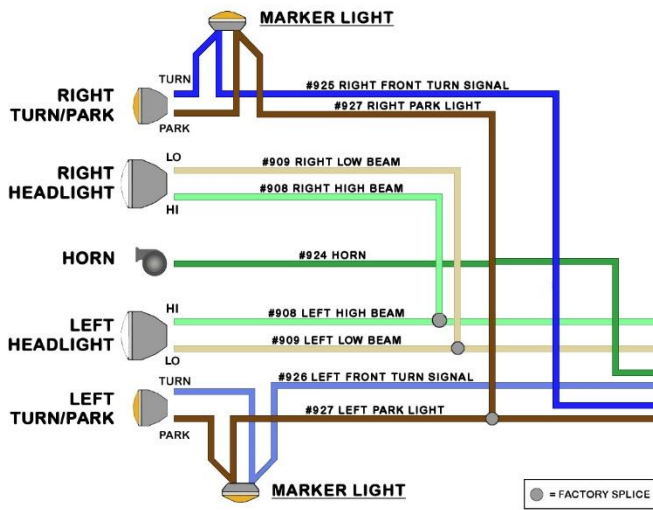 MARKER LIGHT
TURN
#925 RIGHT FRONT TURN SIGNAL
RIGHT
TURN/PARK
#927 RIGHT PARK LIGHT
PARK
LO
#909 RIGHT LOW BEAM
RIGHT
HEADLIGHT
#908 RIGHT HIGH BEAM
HI
HORN
#924 HORN
HI
#908 LEFT HIGH BEAM
LEFT
HEADLIGHT
#909 LEFT LOW BEAM
LO
TURN
#926 LEFT FRONT TURN SIGNAL
LEFT
TURN/PARK
#927 LEFT PARK LIGHT
PARK
MARKER LIGHT
= FACTORY SPLICE